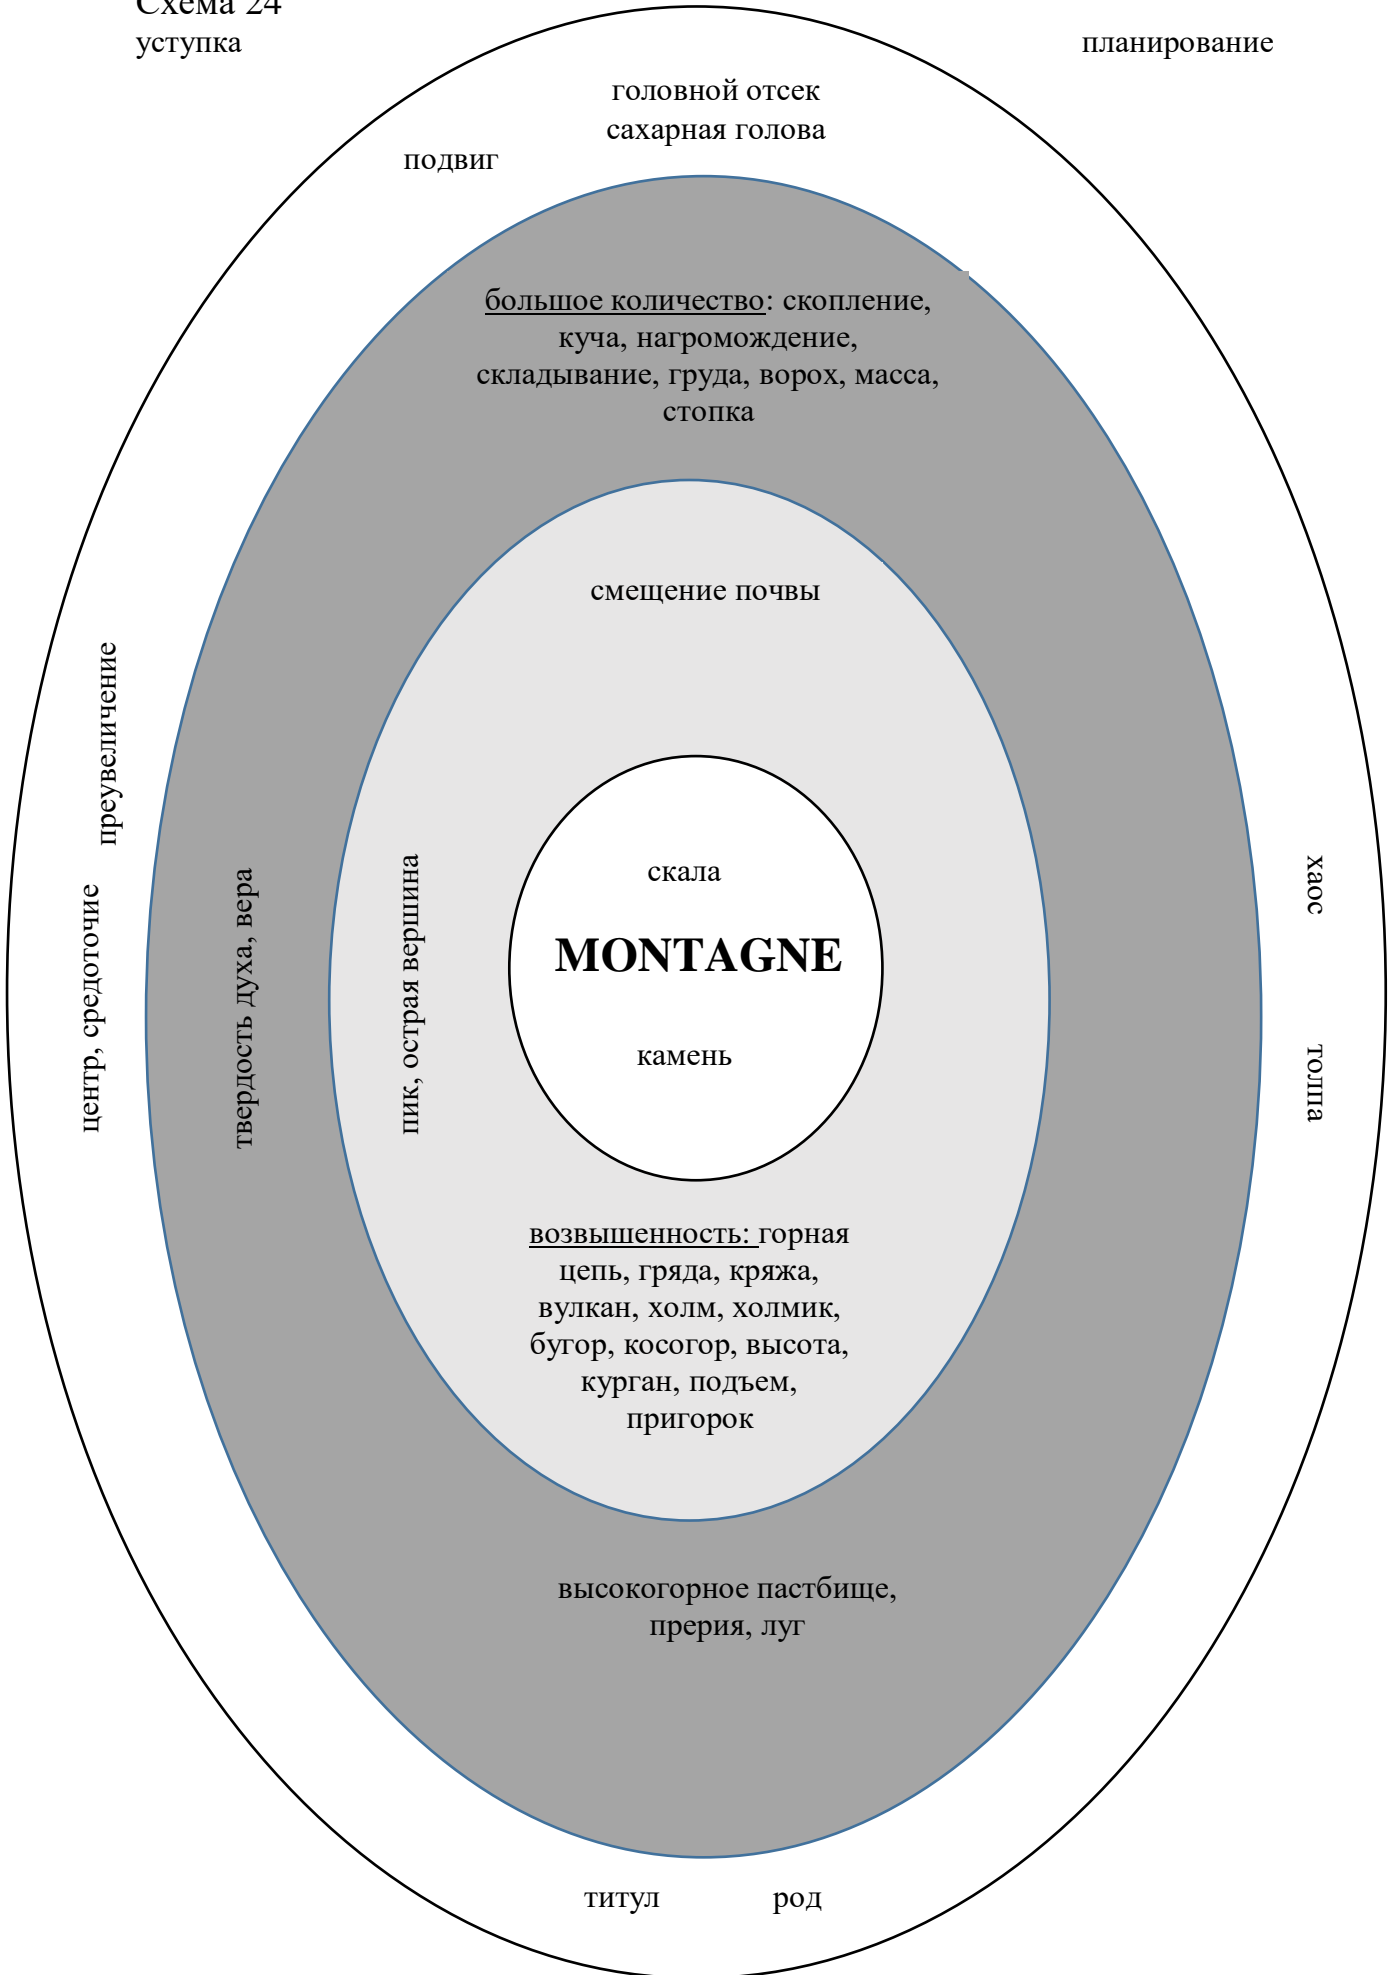 Схема 24
уступка
планирование
головной отсек
сахарная голова
подвиг
большое количество: скопление,
куча, нагромождение,
складывание, груда, ворох, масса,
стопка
смещение почвы
преувеличение
центр, средоточие
твердость духа, вера
пик, острая вершина
скала
MONTAGNE
камень
хаос
толпа
возвышенность: горная
цепь, гряда, кряжа,
вулкан, холм, холмик,
бугор, косогор, высота,
курган, подъем,
пригорок
высокогорное пастбище,
прерия, луг
титул
род